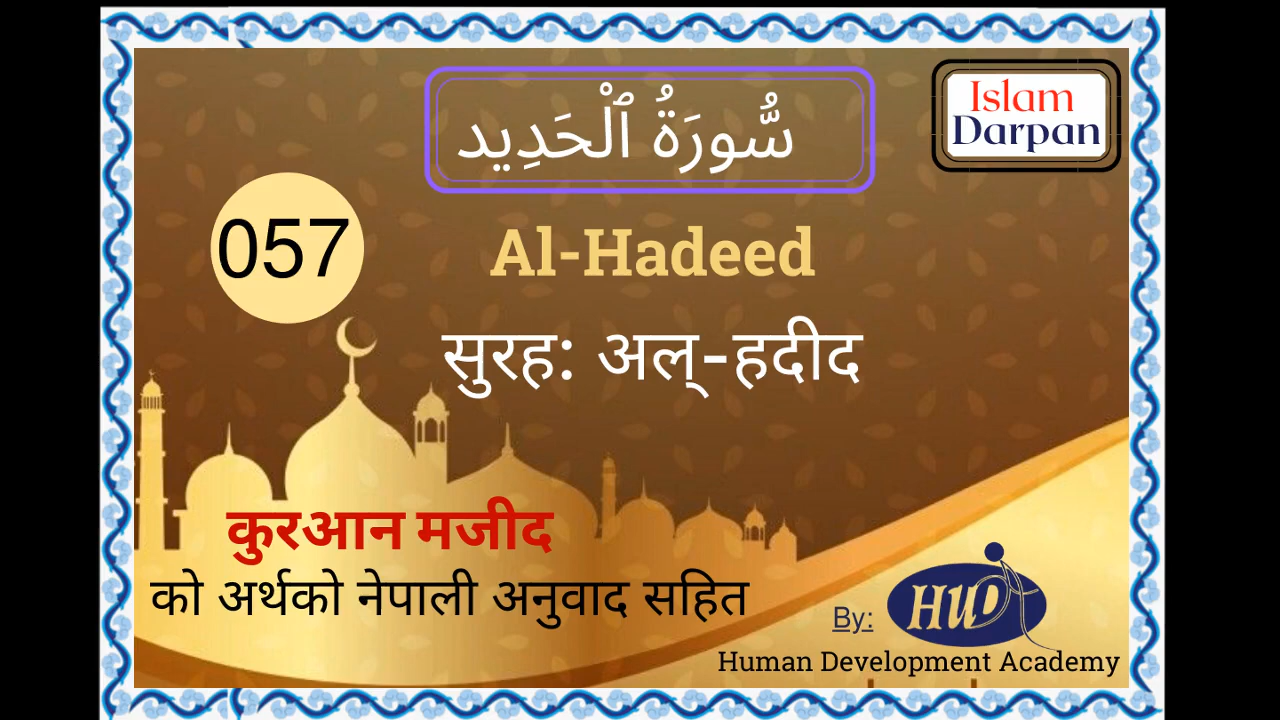 سُّورَةُ ٱلْحَدِيد
Islam
Darpan
057
Al-Hadeed
सुरह: अल्-हदीद
कुरआन मजीद
को अर्थको नेपाली अनुवाद सहित
By:
HUDA
Human Development Academy